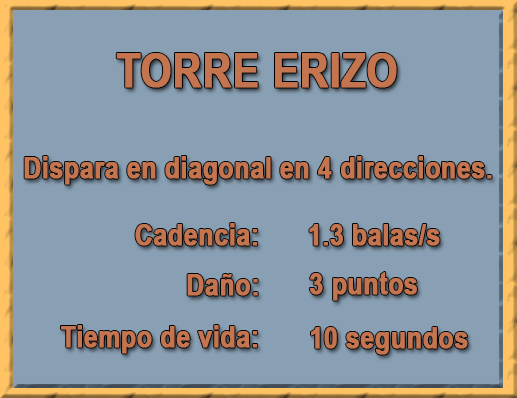 TORRE ERIZO
Dispara en diagonal en 4 direcciones.
Cadencia: 1.3 balas/s
Daño: 3 puntos
Tiempo de vida: 10 segundos